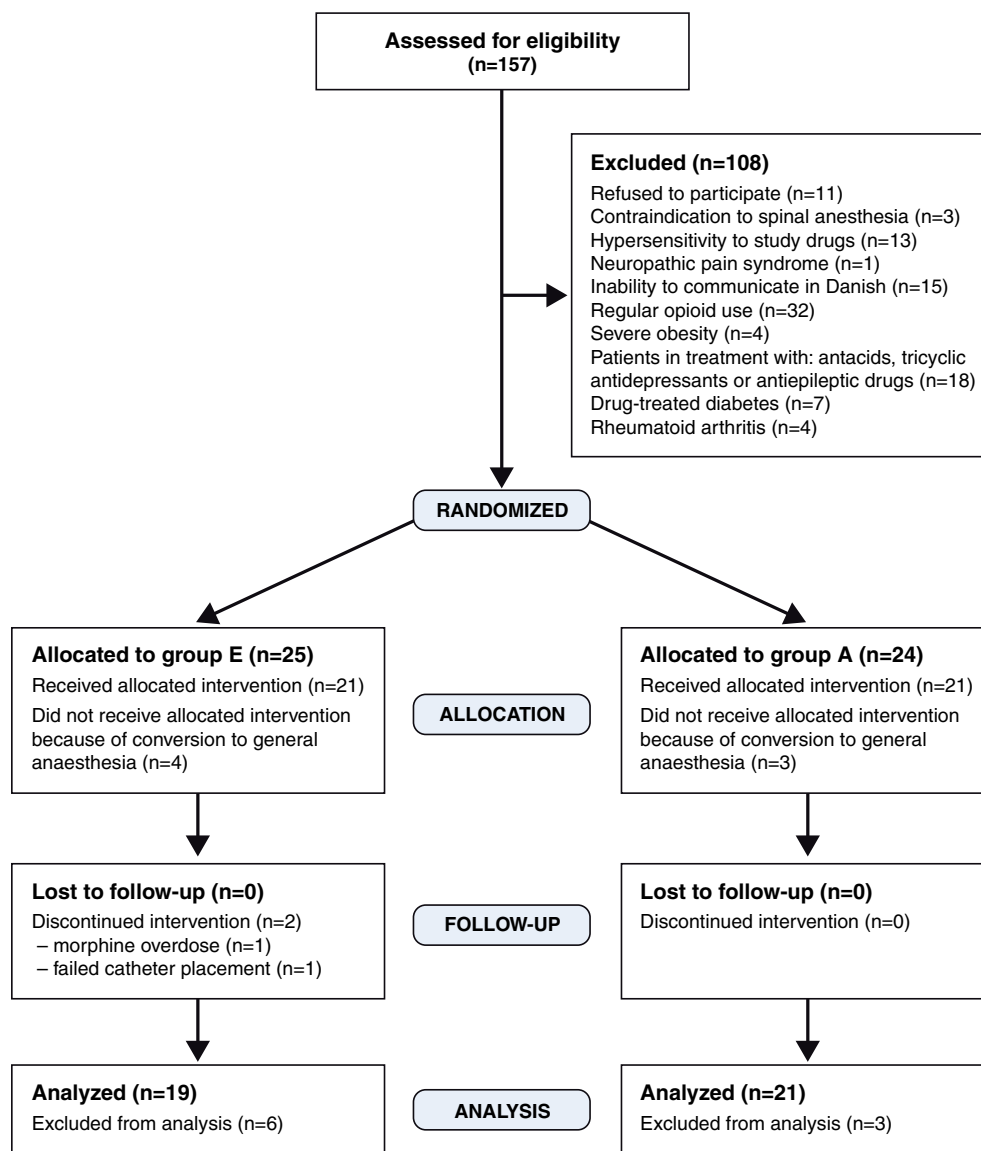 Assessed for eligibility
(n=157)
Excluded (n=108)
Refused to participate (n=11)
Contraindication to spinal anesthesia (n=3)
Hypersensitivity to study drugs (n=13)
Neuropathic pain syndrome (n=1)
Inability to communicate in Danish (n=15)
Regular opioid use (n=32)
Severe obesity (n=4)
Patients in treatment with: antacids, tricyclic
antidepressants or antiepileptic drugs (n=18)
Drug-treated diabetes (n=7)
Rheumatoid arthritis (n=4)
RANDOMIZED
Allocated to group E (n=25)
Received allocated intervention (n=21)
Did not receive allocated intervention
because of conversion to general
anaesthesia (n=4)
ALLOCATION
Allocated to group A (n=24)
Received allocated intervention (n=21)
Did not receive allocated intervention
because of conversion to general
anaesthesia (n=3)
Lost to follow-up (n=0)
Discontinued intervention (n=2)
– morphine overdose (n=1)
– failed catheter placement (n=1)
FOLLOW-UP
Lost to follow-up (n=0)
Discontinued intervention (n=0)
Analyzed (n=19)
Excluded from analysis (n=6)
ANALYSIS
Analyzed (n=21)
Excluded from analysis (n=3)